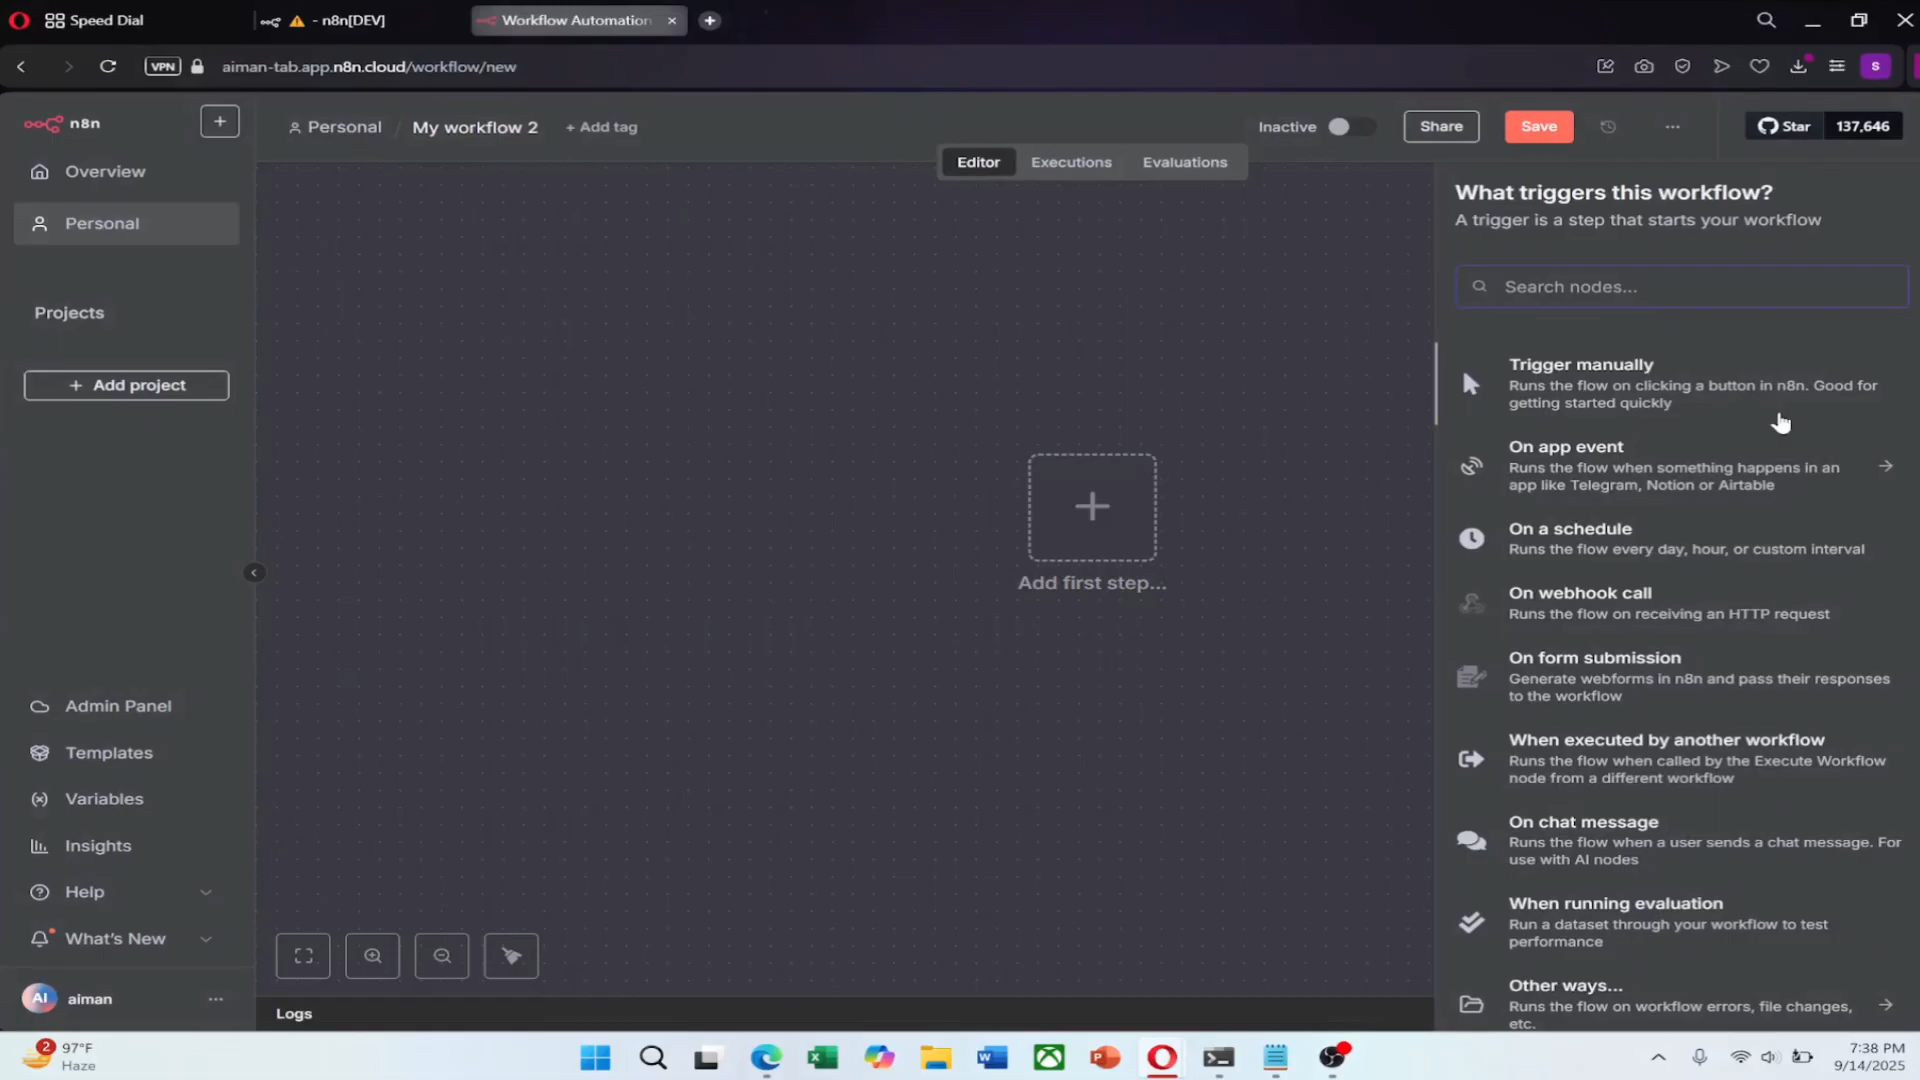 Speed Dial
- n8n[DEV]
Workflow Automation
VPN
aiman-tab.app.n8n.cloud/workflow/new
S
n8n
Personal / My workflow 2 + Add tag
Inactive
Share
Save
Star 137,646
Overview
Personal
Projects
+ Add project
Admin Panel
Templates
Variables
Insights
Help
What's New
AI aiman
Editor Executions Evaluations
Add first step...
Logs
What triggers this workflow?
A trigger is a step that starts your workflow
Search nodes...
Trigger manually
Runs the flow on clicking a button in n8n. Good for
getting started quickly
On app event
Runs the flow when something happens in an
app like Telegram, Notion or Airtable
On a schedule
Runs the flow every day, hour, or custom interval
On webhook call
Runs the flow on receiving an HTTP request
On form submission
Generate webforms in n8n and pass their responses
to the workflow
When executed by another workflow
Runs the flow when called by the Execute Workflow
node from a different workflow
On chat message
Runs the flow when a user sends a chat message. For
use with AI nodes
When running evaluation
Run a dataset through your workflow to test
performance
Other ways...
Runs the flow on workflow errors, file changes,
etc.
2
97°F
Haze
7:38 PM
9/14/2025